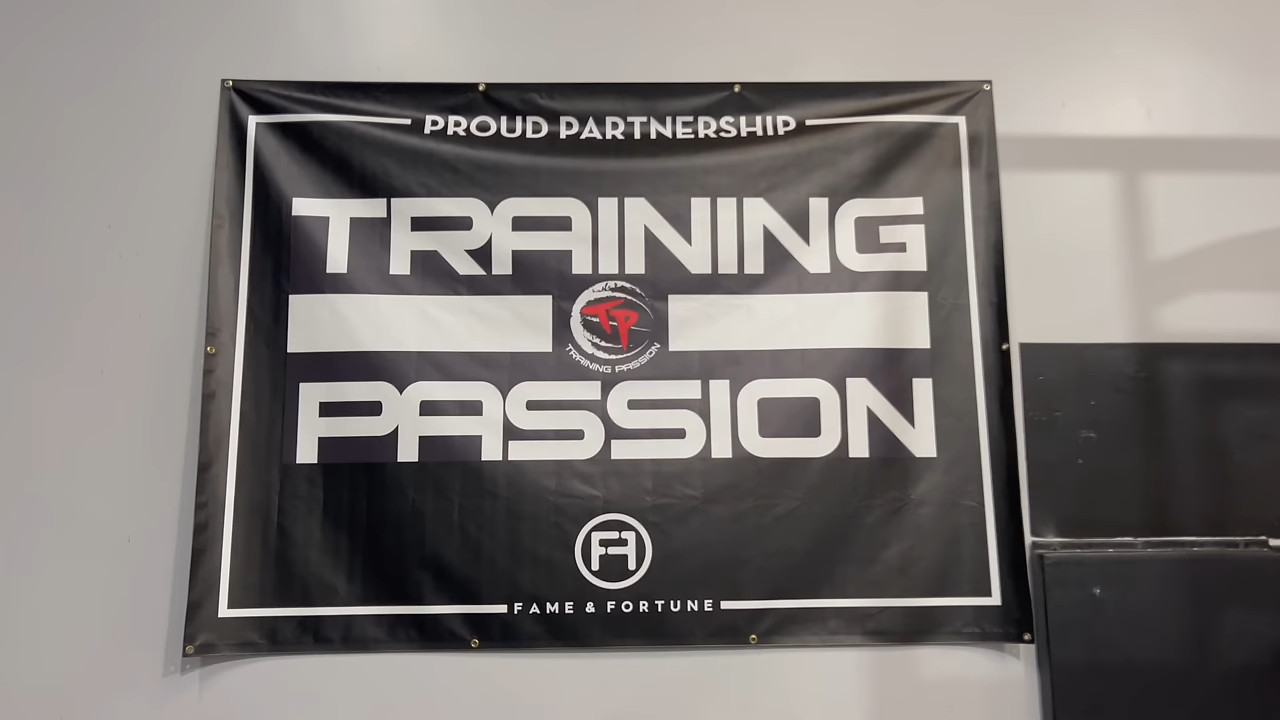 PROUD PARTNERSHIP
TRAINING
TP
TRAINING PASSION
PASSION
FF
FAME & FORTUNE